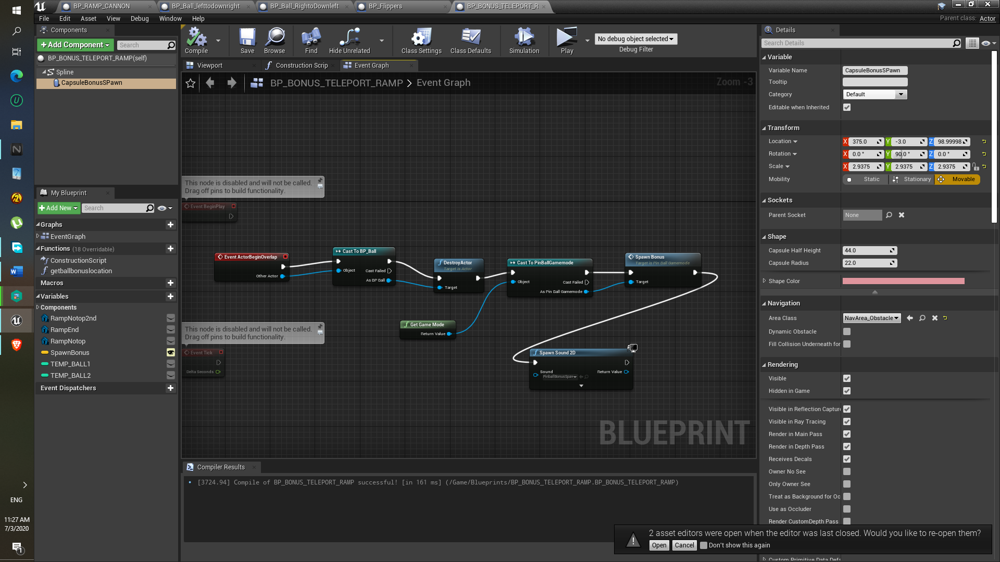 BP_RAMP_CANNON
BP_Ball_lefttodownright
BP_Ball_RightoDownleft
BP_Flippers
BP_BONUS_TELEPORT_R
File Edit Asset View Debug Window Help
Parent class: Actor
Components
Add Component
Search
BP_BONUS_TELEPORT_RAMP(self)
Spline
CapsuleBonusSPawn
Compile
Save
Browse
Find
Hide Unrelated
Class Settings
Class Defaults
Simulation
Play
No debug object selected
Debug Filter
Viewport
Construction Scrip
Event Graph
BP_BONUS_TELEPORT_RAMP > Event Graph
Zoom -3
This node is disabled and will not be called.
Drag off pins to build functionality.
Event BeginPlay
Event ActorBeginOverlap
Other Actor
Cast To BP_Ball
Object
Cast Failed
As BP Ball
DestroyActor
Target is Actor
Target
Cast To PinBallGamemode
Object
Cast Failed
As Pin Ball Gamemode
Spawn Bonus
Target is Pin Ball Gamemode
Target
Get Game Mode
Return Value
This node is disabled and will not be called.
Drag off pins to build functionality.
Event Tick
Delta Seconds
Spawn Sound 2D
Sound
PinballBonusSpav
Return Value
BLUEPRINT
My Blueprint
Add New
Search
Graphs
EventGraph
Functions (18 Overridable)
ConstructionScript
getballbonuslocation
Macros
Variables
Components
RampNotop2nd
RampEnd
RampNotop
SpawnBonus
TEMP_BALL1
TEMP_BALL2
Event Dispatchers
Compiler Results
[3724.94] Compile of BP_BONUS_TELEPORT_RAMP successful! [in 161 ms] (/Game/Blueprints/BP_BONUS_TELEPORT_RAMP.BP_BONUS_TELEPORT_RAMP)
Details
Search Details
Variable
Variable Name CapsuleBonusSPawn
Tooltip
Category Default
Editable when Inherited
Transform
Location X 375.0 Y -3.0 Z 98.99998
Rotation X 0.0 ° Y 90.0 ° Z 0.0 °
Scale X 2.9375 Y 2.9375 Z 2.9375
Mobility Static Stationary Movable
Sockets
Parent Socket None
Shape
Capsule Half Height 44.0
Capsule Radius 22.0
Shape Color
Navigation
Area Class NavArea_Obstacle
Dynamic Obstacle
Fill Collision Underneath for
Rendering
Visible
Hidden in Game
Visible in Reflection Capture
Visible in Ray Tracing
Render in Main Pass
Render in Depth Pass
Receives Decals
Owner No See
Only Owner See
Treat as Background for Oc
Use as Occluder
Render CustomDepth Pass
2 asset editors were open when the editor was last closed. Would you like to re-open them?
Open Cancel Don't show this again
Custom Primitive Data Defa
ENG
11:27 AM
7/3/2020
1